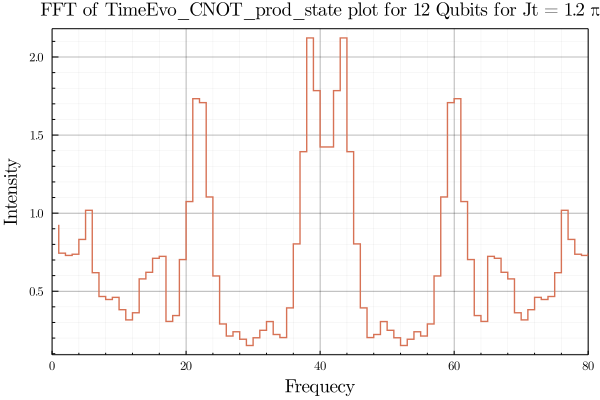 FFT of TimeEvo_CNOT_prod_state plot for 12 Qubits for Jt = 1.2 π
2.0
1.5
1.0
0.5
Intensity
0 20 40 60 80
Frequecy